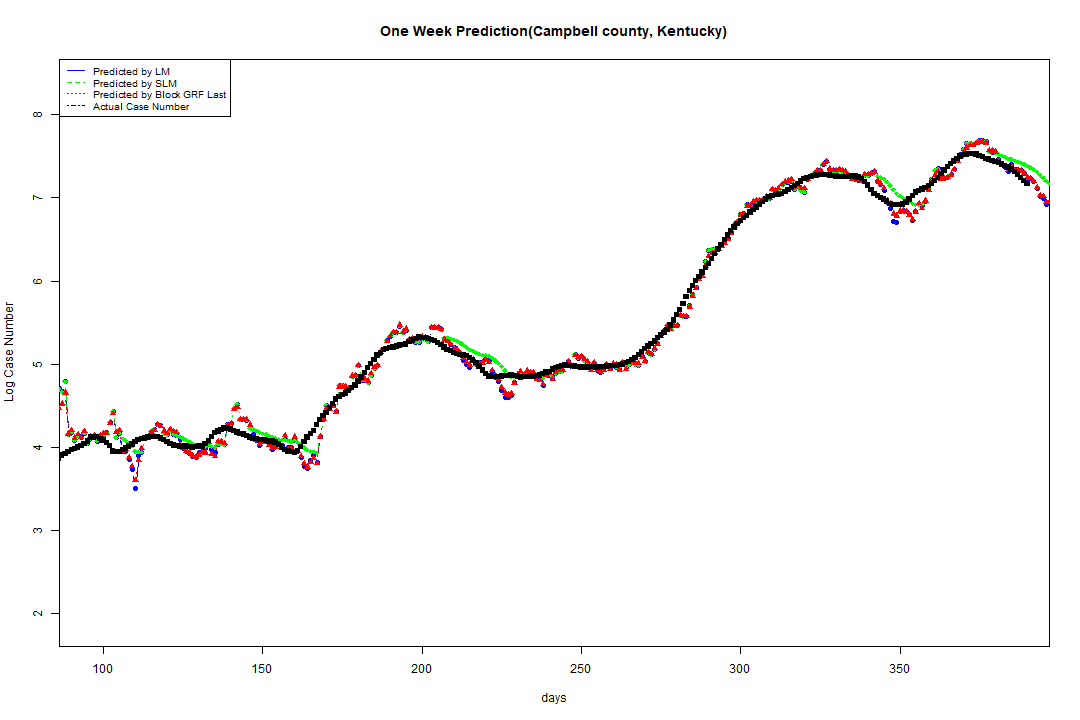 One Week Prediction(Campbell county, Kentucky)
Predicted by LM
Predicted by SLM
Predicted by Block GRF Last
Actual Case Number
8
7
6
5
4
3
2
Log Case Number
100 150 200 250 300 350
days